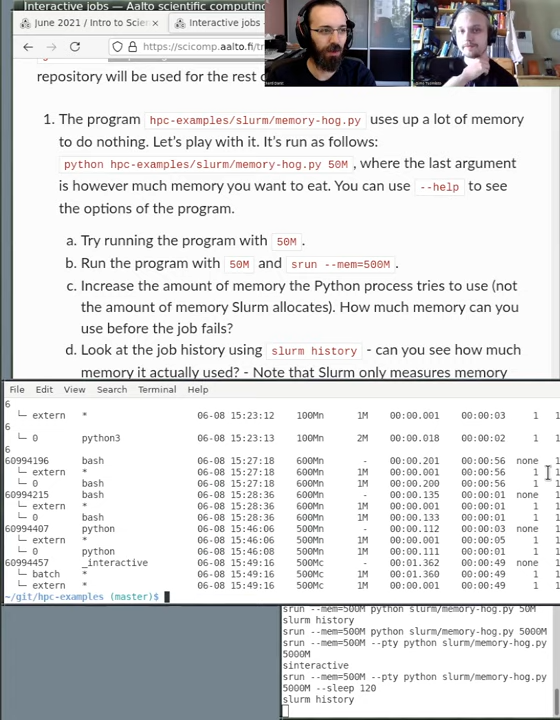 Interactive jobs — Aalto scientific computing
June 2021 / Intro to Scien
Interactive jobs
https://scicomp.aalto.fi/tr
repository will be used for the rest o
1. The program hpc-examples/slurm/memory-hog.py uses up a lot of memory
to do nothing. Let's play with it. It's run as follows:
python hpc-examples/slurm/memory-hog.py 50M , where the last argument
is however much memory you want to eat. You can use --help to see
the options of the program.
a. Try running the program with 50M .
b. Run the program with 50M and srun --mem=500M .
c. Increase the amount of memory the Python process tries to use (not
the amount of memory Slurm allocates). How much memory can you
use before the job fails?
d. Look at the job history using slurm history - can you see how much
memory it actually used? - Note that Slurm only measures memory
File Edit View Search Terminal Help
6
└─ extern * 06-08 15:23:12 100Mn 1M 00:00.001 00:00:03 1 1
6
└─ 0 python3 06-08 15:23:13 100Mn 2M 00:00.018 00:00:02 1 1
6
60994196 bash 06-08 15:27:18 600Mn - 00:00.201 00:00:56 none 1
└─ extern * 06-08 15:27:18 600Mn 1M 00:00.001 00:00:56 1 1
└─ 0 bash 06-08 15:27:18 600Mn 1M 00:00.200 00:00:56 1 1
60994215 bash 06-08 15:28:36 600Mn - 00:00.135 00:00:01 none 1
└─ extern * 06-08 15:28:36 600Mn 1M 00:00.001 00:00:01 1 1
└─ 0 bash 06-08 15:28:36 600Mn 1M 00:00.133 00:00:01 1 1
60994407 python 06-08 15:46:06 500Mn - 00:00.112 00:00:03 none 1
└─ extern * 06-08 15:46:06 500Mn 1M 00:00.001 00:00:05 1 1
└─ 0 python 06-08 15:46:08 500Mn 1M 00:00.111 00:00:01 1 1
60994457 _interactive 06-08 15:49:16 500Mc - 00:01.362 00:00:49 none 1
└─ batch * 06-08 15:49:16 500Mc 1M 00:01.360 00:00:49 1 1
└─ extern * 06-08 15:49:16 500Mc 1M 00:00.001 00:00:49 1 1
~/git/hpc-examples (master)$
srun --mem=500M python slurm/memory-hog.py 50M
slurm history
srun --mem=500M python slurm/memory-hog.py 5000M
srun --mem=500M --pty python slurm/memory-hog.py
5000M
sinteractive
srun --mem=500M --pty python slurm/memory-hog.py
5000M --sleep 120
slurm history